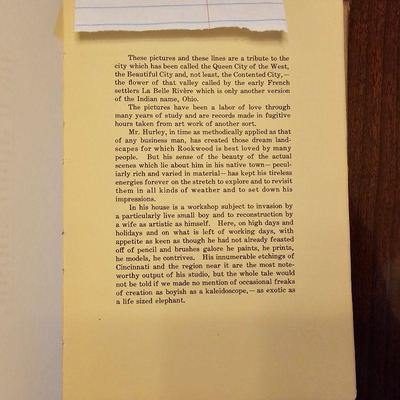 These pictures and these lines are a tribute to the
city which has been called the Queen City of the West,
the Beautiful City and, not least, the Contented City,—
the flower of that valley called by the early French
settlers La Belle Rivère which is only another version
of the Indian name, Ohio.
The pictures have been a labor of love through
many years of study and are records made in fugitive
hours taken from art work of another sort.
Mr. Hurley, in time as methodically applied as that
of any business man, has created those dream land-
scapes for which Rookwood is best loved by many
people. But his sense of the beauty of the actual
scenes which lie about him in his native town—pecu-
liarly rich and varied in material—has kept his tireless
energies forever on the stretch to explore and to revisit
them in all kinds of weather and to set down his
impressions.
In his house is a workshop subject to invasion by
a particularly live small boy and to reconstruction by
a wife as artistic as himself. Here, on high days and
holidays and on what is left of working days, with
appetite as keen as though he had not already feasted
off of pencil and brushes galore he paints, he prints,
he models, he contrives. His innumerable etchings of
Cincinnati and the region near it are the most note-
worthy output of his studio, but the whole tale would
not be told if we made no mention of occasional freaks
of creation as boyish as a kaleidoscope,—as exotic as
a life sized elephant.